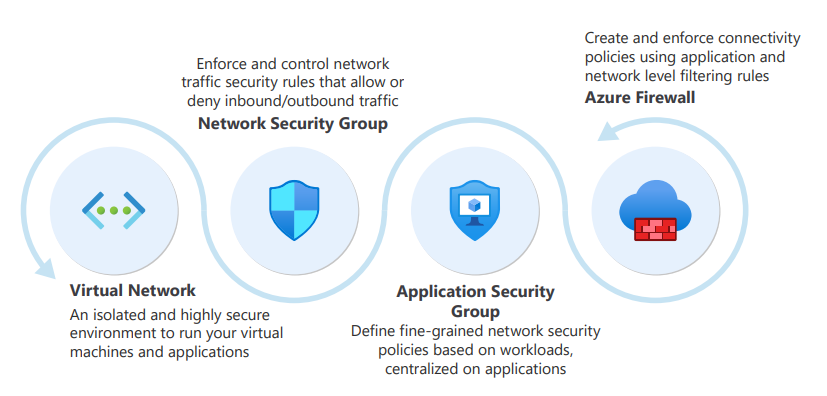 Enforce and control network
traffic security rules that allow or
deny inbound/outbound traffic
Network Security Group
Create and enforce connectivity
policies using application and
network level filtering rules
Azure Firewall
Virtual Network
An isolated and highly secure
environment to run your virtual
machines and applications
Application Security
Group
Define fine-grained network security
policies based on workloads,
centralized on applications